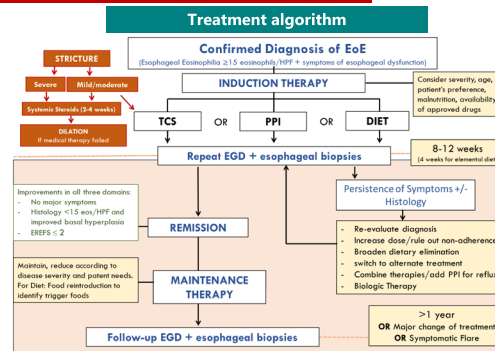 Treatment algorithm
Confirmed Diagnosis of EoE
(Esophageal Eosinophilia ≥15 eosinophils/HPF + symptoms of esophageal dysfunction)
STRICTURE
Severe
Mild/moderate
Systemic Steroids (2-4 weeks)
DILATION
If medical therapy failed
INDUCTION THERAPY
Consider severity, age,
patient's preference,
malnutrition, availability
of approved drugs
TCS OR PPI OR DIET
Repeat EGD + esophageal biopsies
8-12 weeks
(4 weeks for elemental diet
Improvements in all three domains:
- No major symptoms
- Histology <15 eos/HPF and
improved basal hyperplasia
- EREFS ≤ 2
REMISSION
Persistence of Symptoms +/-
Histology
- Re-evaluate diagnosis
- Increase dose/rule out non-adherence
- Broaden dietary elimination
- switch to alternate treatment
- Combine therapies/add PPI for reflux
- Biologic Therapy
Maintain, reduce according to
disease severity and patent needs.
For Diet: Food reintroduction to
identify trigger foods
MAINTENANCE
THERAPY
Follow-up EGD + esophageal biopsies
>1 year
OR Major change of treatment
OR Symptomatic Flare